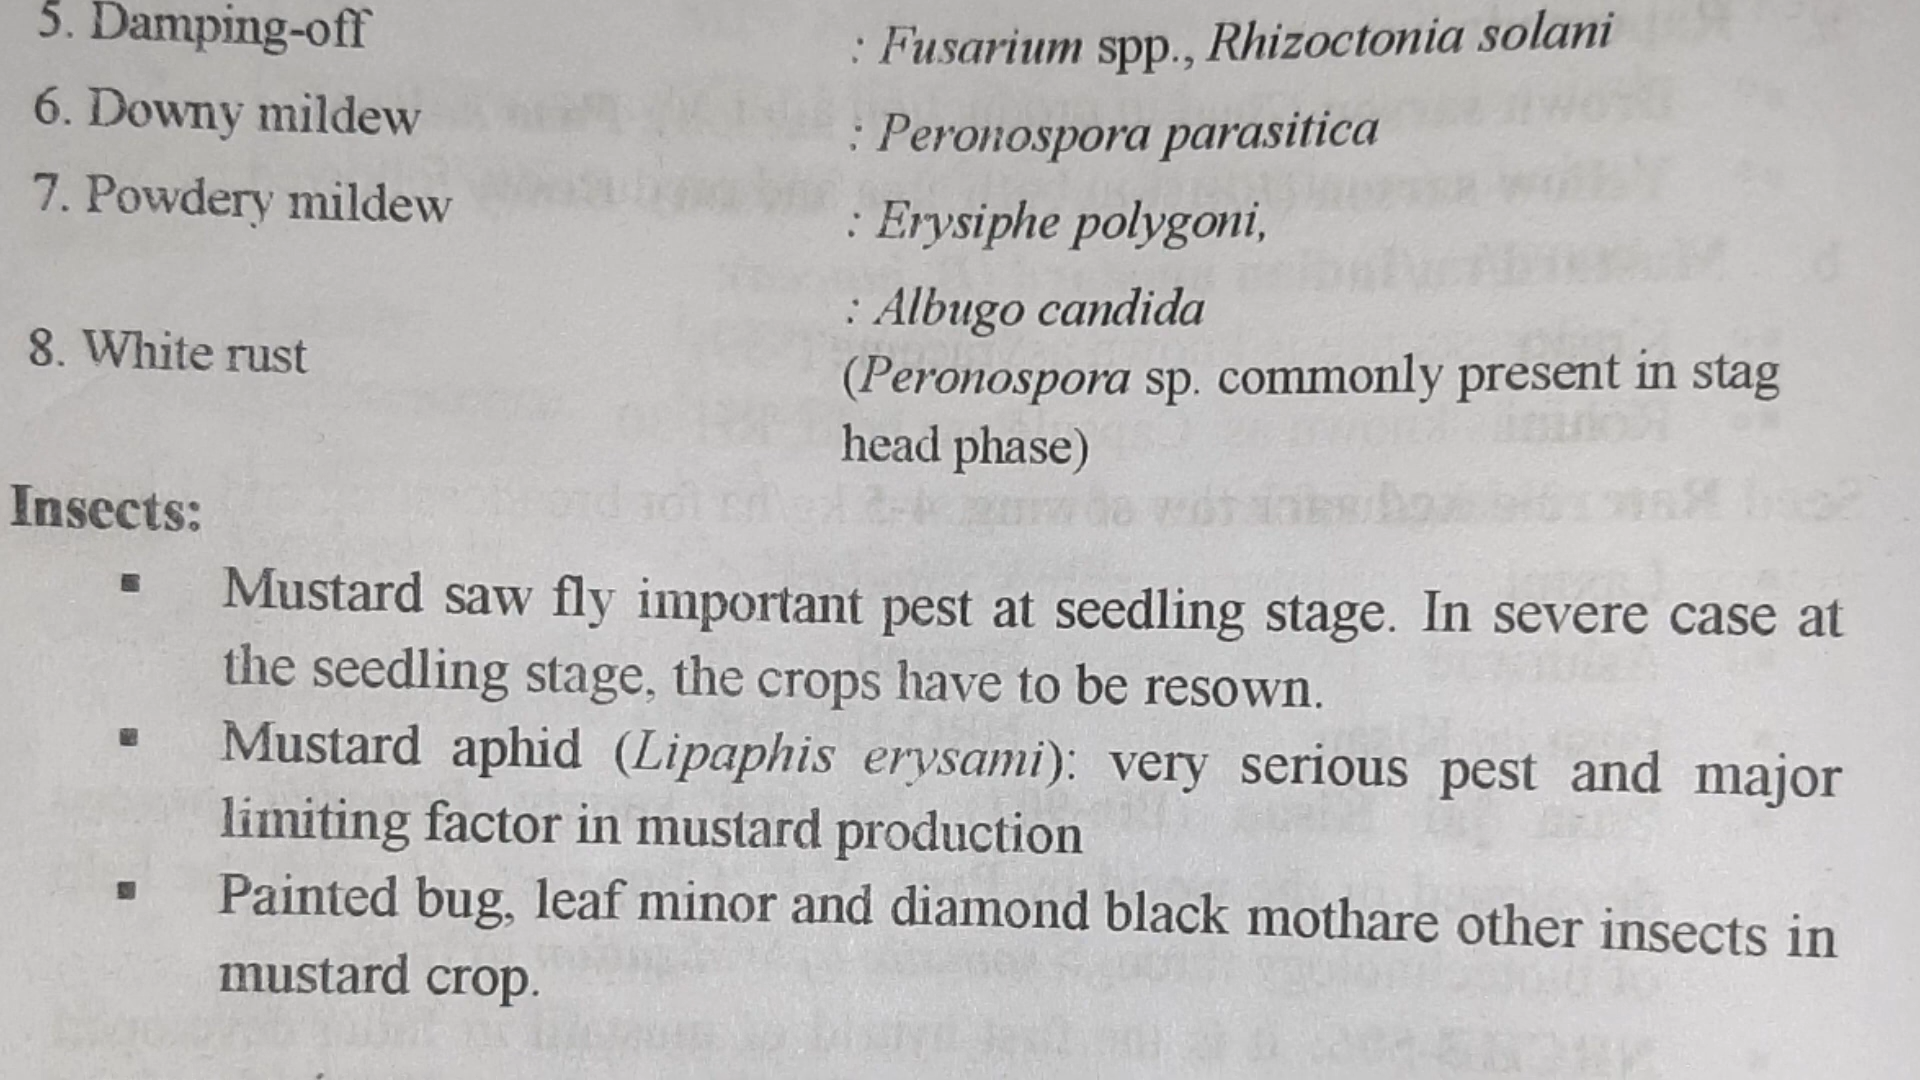 5. Damping-off : Fusarium spp., Rhizoctonia solani
6. Downy mildew : Peronospora parasitica
7. Powdery mildew : Erysiphe polygoni,
: Albugo candida
8. White rust (Peronospora sp. commonly present in stag
head phase)
Insects:
▪ Mustard saw fly important pest at seedling stage. In severe case at
the seedling stage, the crops have to be resown.
▪ Mustard aphid (Lipaphis erysami): very serious pest and major
limiting factor in mustard production
▪ Painted bug, leaf minor and diamond black mothare other insects in
mustard crop.